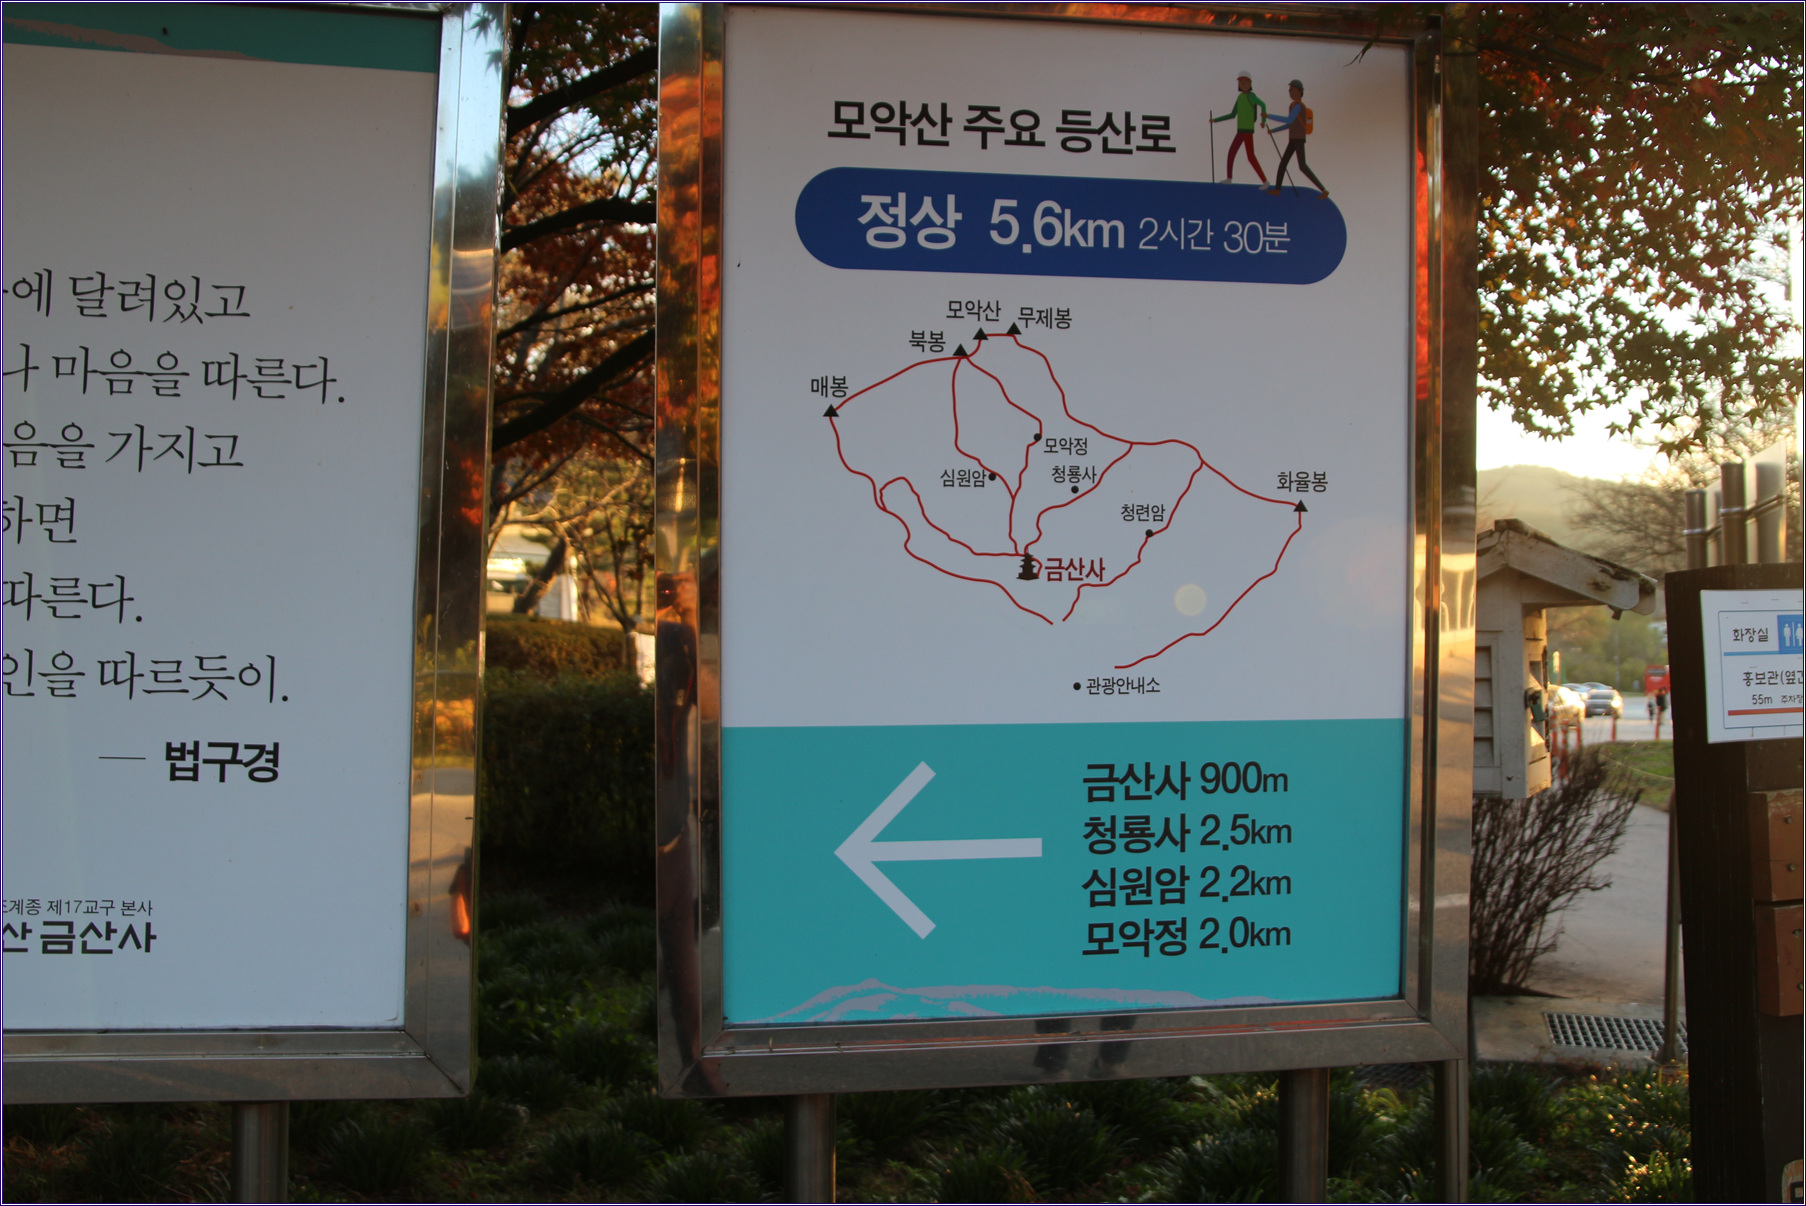 에 달려있고
마음을 따른다.
음을 가지고
하면
따른다.
인을 따르듯이.
— 법구경
조계종 제17교구 본사
산 금산사
모악산 주요 등산로
정상 5.6km 2시간 30분
모악산
무제봉
북봉
매봉
모악정
심원암
청룡사
화율봉
청련암
금산사
• 관광안내소
금산사 900m
청룡사 2.5km
심원암 2.2km
모악정 2.0km
화장실
홍보관(옆
55m 주차장